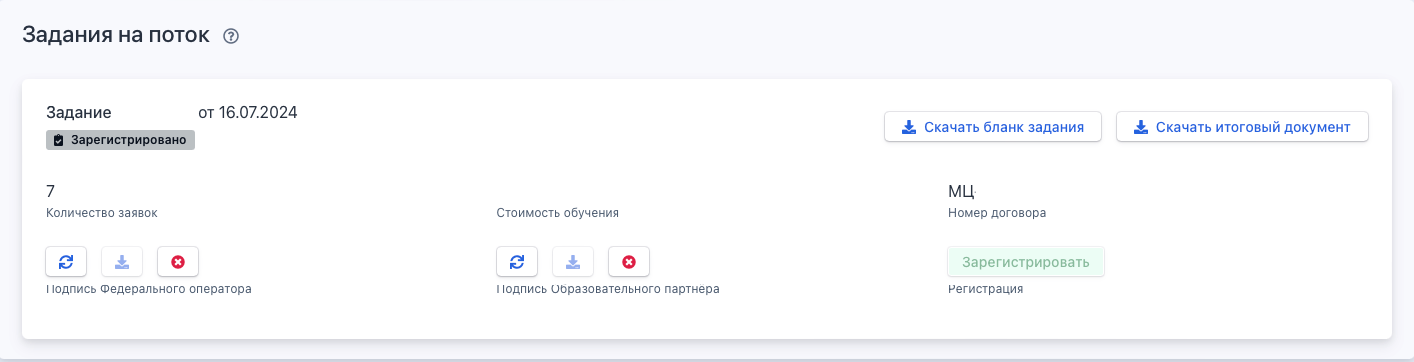 Задания на поток
Задание от 16.07.2024
Зарегистрировано
Скачать бланк задания
Скачать итоговый документ
7
Количество заявок
Стоимость обучения
МЦ
Номер договора
Зарегистрировать
Подпись Федерального оператора
Подпись Образовательного партнера
Регистрация